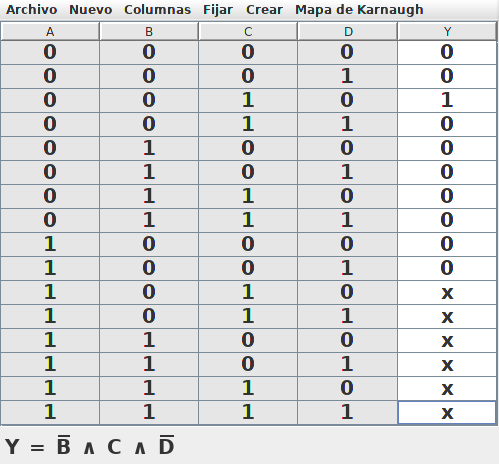 Archivo Nuevo Columnas Fijar Crear Mapa de Karnaugh
A B C D Y
0 0 0 0 0
0 0 0 1 0
0 0 1 0 1
0 0 1 1 0
0 1 0 0 0
0 1 0 1 0
0 1 1 0 0
0 1 1 1 0
1 0 0 0 0
1 0 0 1 0
1 0 1 0 x
1 0 1 1 x
1 1 0 0 x
1 1 0 1 x
1 1 1 0 x
1 1 1 1 x
Y = B̅ ∧ C ∧ D̅